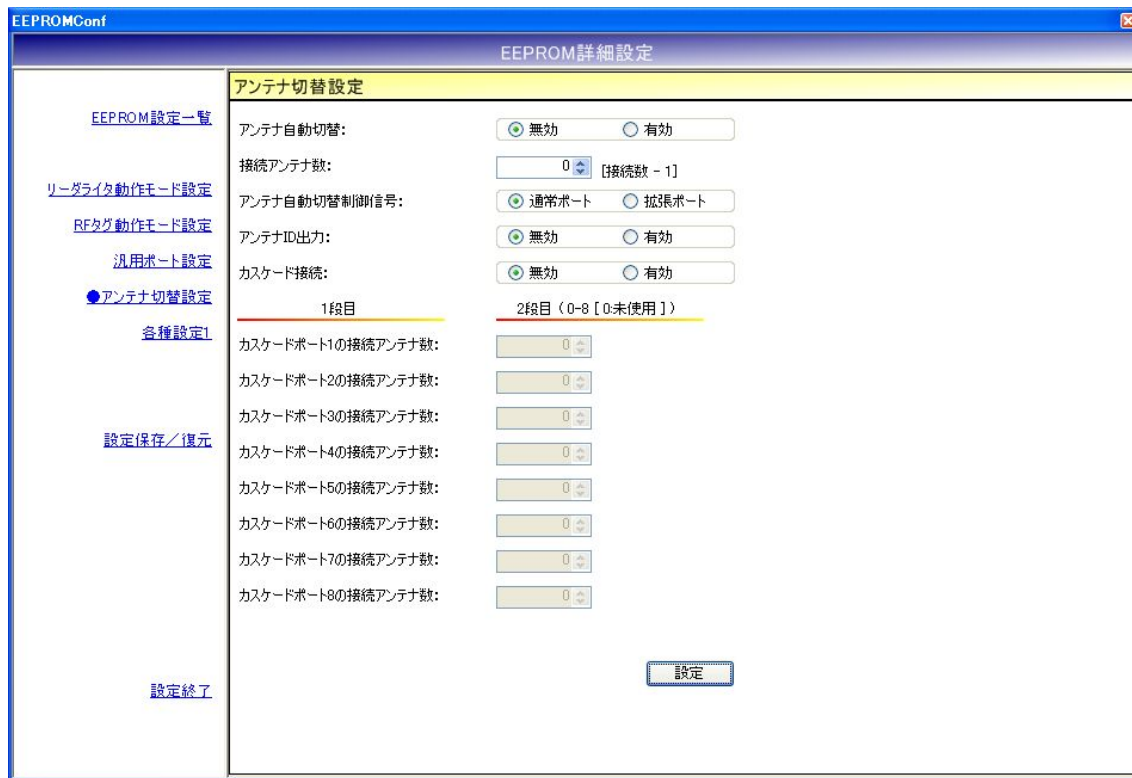 EEPROMConf
EEPROM詳細設定
アンテナ切替設定
EEPROM設定一覧
リーダライタ動作モード設定
RFタグ動作モード設定
汎用ポート設定
●アンテナ切替設定
各種設定1
設定保存／復元
設定終了
アンテナ自動切替: 無効 有効
接続アンテナ数: 0 [接続数 - 1]
アンテナ自動切替制御信号: 通常ポート 拡張ポート
アンテナID出力: 無効 有効
カスケード接続: 無効 有効
1段目 2段目（0-8 [ 0:未使用 ]）
カスケードポート1の接続アンテナ数: 0
カスケードポート2の接続アンテナ数: 0
カスケードポート3の接続アンテナ数: 0
カスケードポート4の接続アンテナ数: 0
カスケードポート5の接続アンテナ数: 0
カスケードポート6の接続アンテナ数: 0
カスケードポート7の接続アンテナ数: 0
カスケードポート8の接続アンテナ数: 0
設定